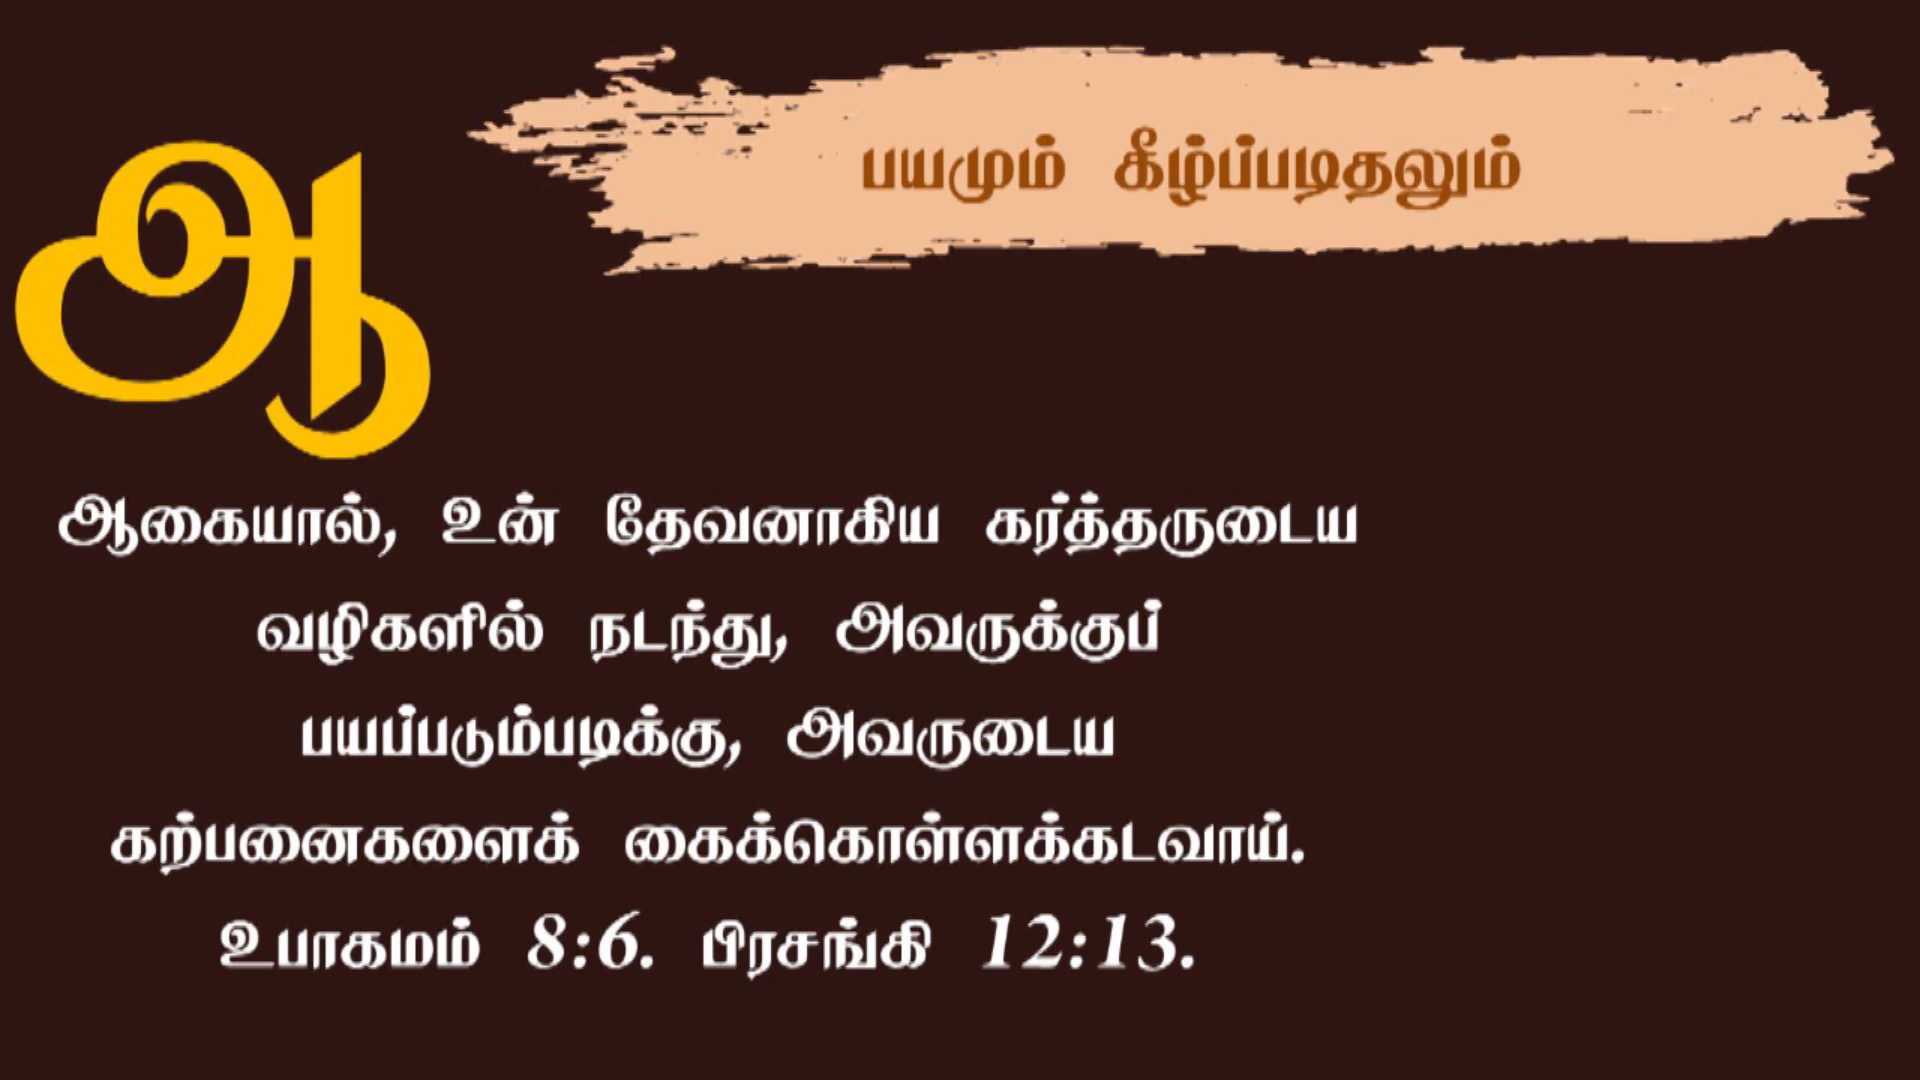 பயமும் கீழ்ப்படிதலும்
ஆ
ஆகையால், உன் தேவனாகிய கர்த்தருடைய
வழிகளில் நடந்து, அவருக்குப்
பயப்படும்படிக்கு, அவருடைய
கற்பனைகளைக் கைக்கொள்ளக்கடவாய்.
உபாகமம் 8:6. பிரசங்கி 12:13.